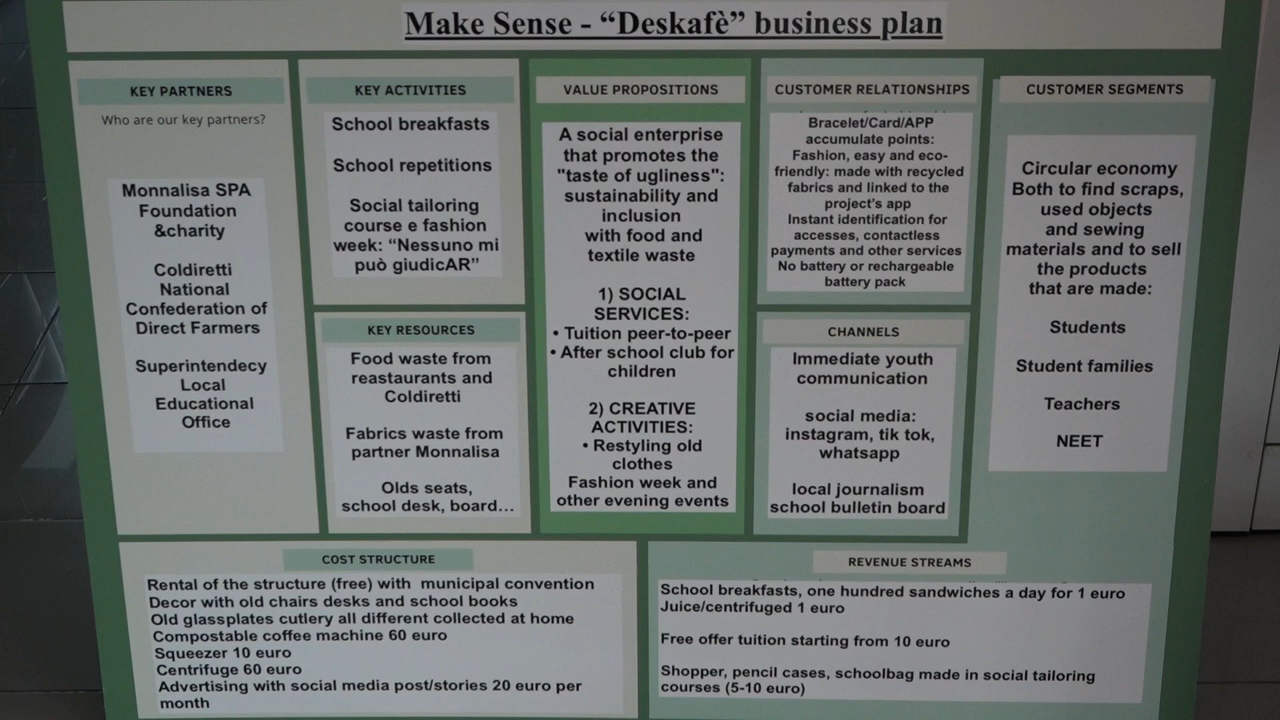 Make Sense - “Deskafè” business plan
KEY PARTNERS
Who are our key partners?
Monnalisa SPA
Foundation
&charity
Coldiretti
National
Confederation of
Direct Farmers
Superintendecy
Local
Educational
Office
KEY ACTIVITIES
School breakfasts
School repetitions
Social tailoring
course e fashion
week: “Nessuno mi
può giudicAR”
KEY RESOURCES
Food waste from
reastaurants and
Coldiretti
Fabrics waste from
partner Monnalisa
Olds seats,
school desk, board...
VALUE PROPOSITIONS
A social enterprise
that promotes the
"taste of ugliness":
sustainability and
inclusion
with food and
textile waste
1) SOCIAL
SERVICES:
• Tuition peer-to-peer
• After school club for
children
2) CREATIVE
ACTIVITIES:
• Restyling old
clothes
Fashion week and
other evening events
CUSTOMER RELATIONSHIPS
Bracelet/Card/APP
accumulate points:
Fashion, easy and eco-
friendly: made with recycled
fabrics and linked to the
project's app
Instant identification for
accesses, contactless
payments and other services
No battery or rechargeable
battery pack
CHANNELS
Immediate youth
communication
social media:
instagram, tik tok,
whatsapp
local journalism
school bulletin board
CUSTOMER SEGMENTS
Circular economy
Both to find scraps,
used objects
and sewing
materials and to sell
the products
that are made:
Students
Student families
Teachers
NEET
COST STRUCTURE
Rental of the structure (free) with municipal convention
Decor with old chairs desks and school books
Old glassplates cutlery all different collected at home
Compostable coffee machine 60 euro
Squeezer 10 euro
Centrifuge 60 euro
Advertising with social media post/stories 20 euro per
month
REVENUE STREAMS
School breakfasts, one hundred sandwiches a day for 1 euro
Juice/centrifuged 1 euro
Free offer tuition starting from 10 euro
Shopper, pencil cases, schoolbag made in social tailoring
courses (5-10 euro)